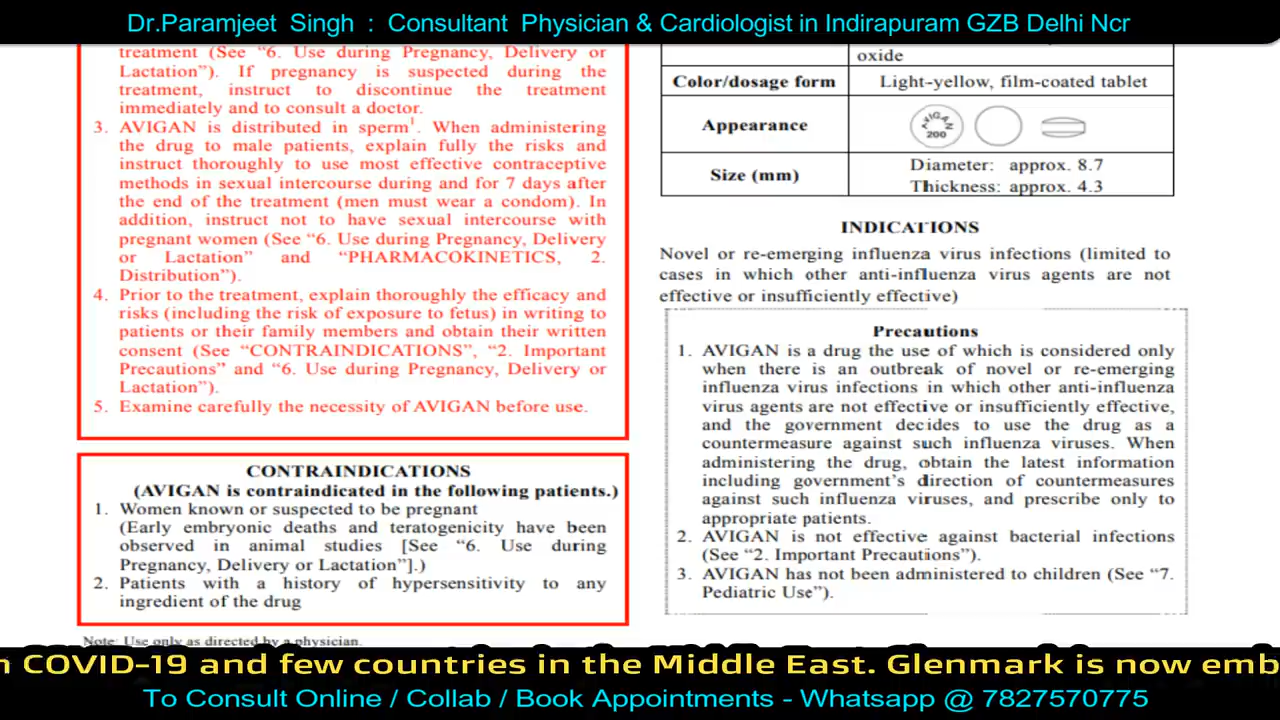 Dr.Paramjeet Singh : Consultant Physician & Cardiologist in Indirapuram GZB Delhi Ncr
treatment (See “6. Use during Pregnancy, Delivery or
Lactation”). If pregnancy is suspected during the
treatment, instruct to discontinue the treatment
immediately and to consult a doctor.
3. AVIGAN is distributed in sperm1. When administering
the drug to male patients, explain fully the risks and
instruct thoroughly to use most effective contraceptive
methods in sexual intercourse during and for 7 days after
the end of the treatment (men must wear a condom). In
addition, instruct not to have sexual intercourse with
pregnant women (See “6. Use during Pregnancy, Delivery
or Lactation” and “PHARMACOKINETICS, 2.
Distribution”).
4. Prior to the treatment, explain thoroughly the efficacy and
risks (including the risk of exposure to fetus) in writing to
patients or their family members and obtain their written
consent (See “CONTRAINDICATIONS”, “2. Important
Precautions” and “6. Use during Pregnancy, Delivery or
Lactation”).
5. Examine carefully the necessity of AVIGAN before use.
CONTRAINDICATIONS
(AVIGAN is contraindicated in the following patients.)
1. Women known or suspected to be pregnant
(Early embryonic deaths and teratogenicity have been
observed in animal studies [See “6. Use during
Pregnancy, Delivery or Lactation”].)
2. Patients with a history of hypersensitivity to any
ingredient of the drug
Note: Use only as directed by a physician.
oxide
Color/dosage form Light-yellow, film-coated tablet
Appearance AVIGAN 200
Size (mm) Diameter: approx. 8.7
Thickness: approx. 4.3
INDICATIONS
Novel or re-emerging influenza virus infections (limited to
cases in which other anti-influenza virus agents are not
effective or insufficiently effective)
Precautions
1. AVIGAN is a drug the use of which is considered only
when there is an outbreak of novel or re-emerging
influenza virus infections in which other anti-influenza
virus agents are not effective or insufficiently effective,
and the government decides to use the drug as a
countermeasure against such influenza viruses. When
administering the drug, obtain the latest information
including government’s direction of countermeasures
against such influenza viruses, and prescribe only to
appropriate patients.
2. AVIGAN is not effective against bacterial infections
(See “2. Important Precautions”).
3. AVIGAN has not been administered to children (See “7.
Pediatric Use”).
COVID-19 and few countries in the Middle East. Glenmark is now emb
To Consult Online / Collab / Book Appointments - Whatsapp @ 7827570775